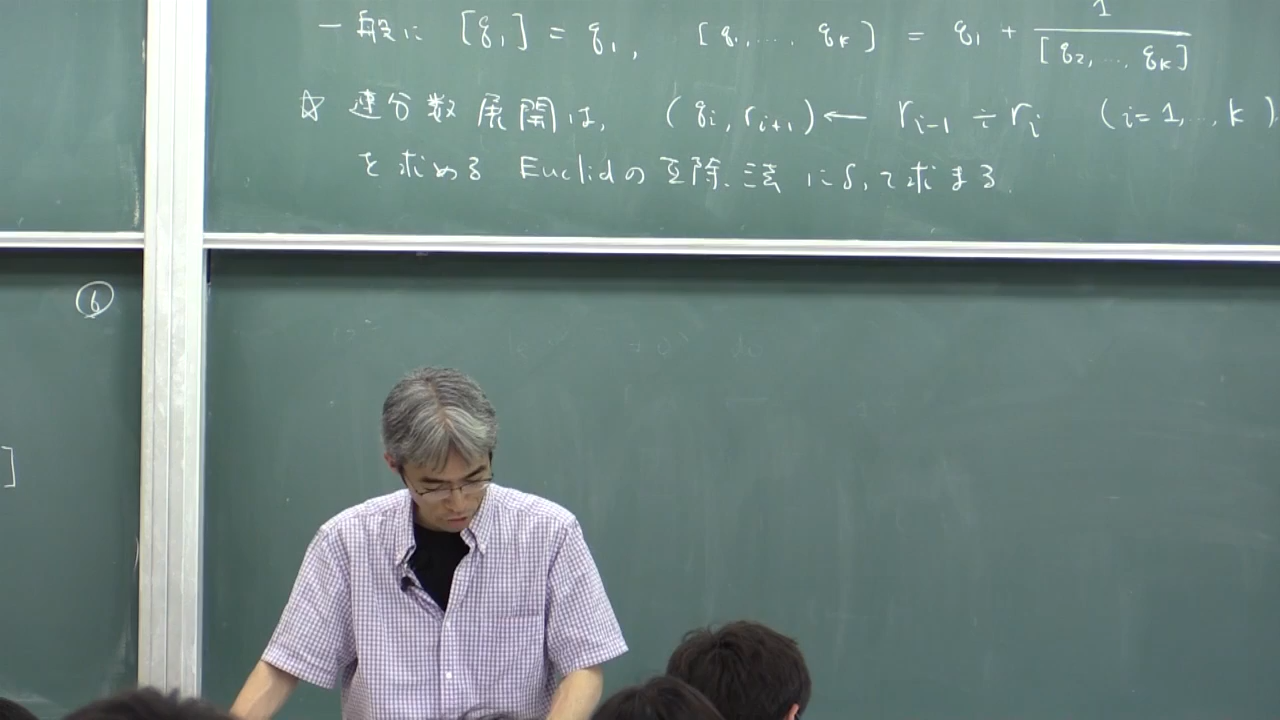 一般に [q₁] = q₁, [q₁, ..., qₖ] = q₁ + 1/[q₂, ..., qₖ]
☆ 連分数展開は, (qᵢ, rᵢ₊₁) ← rᵢ₋₁ ÷ rᵢ (i=1, .., k)
を求める Euclidの互除法によって求まる.
⑥
]